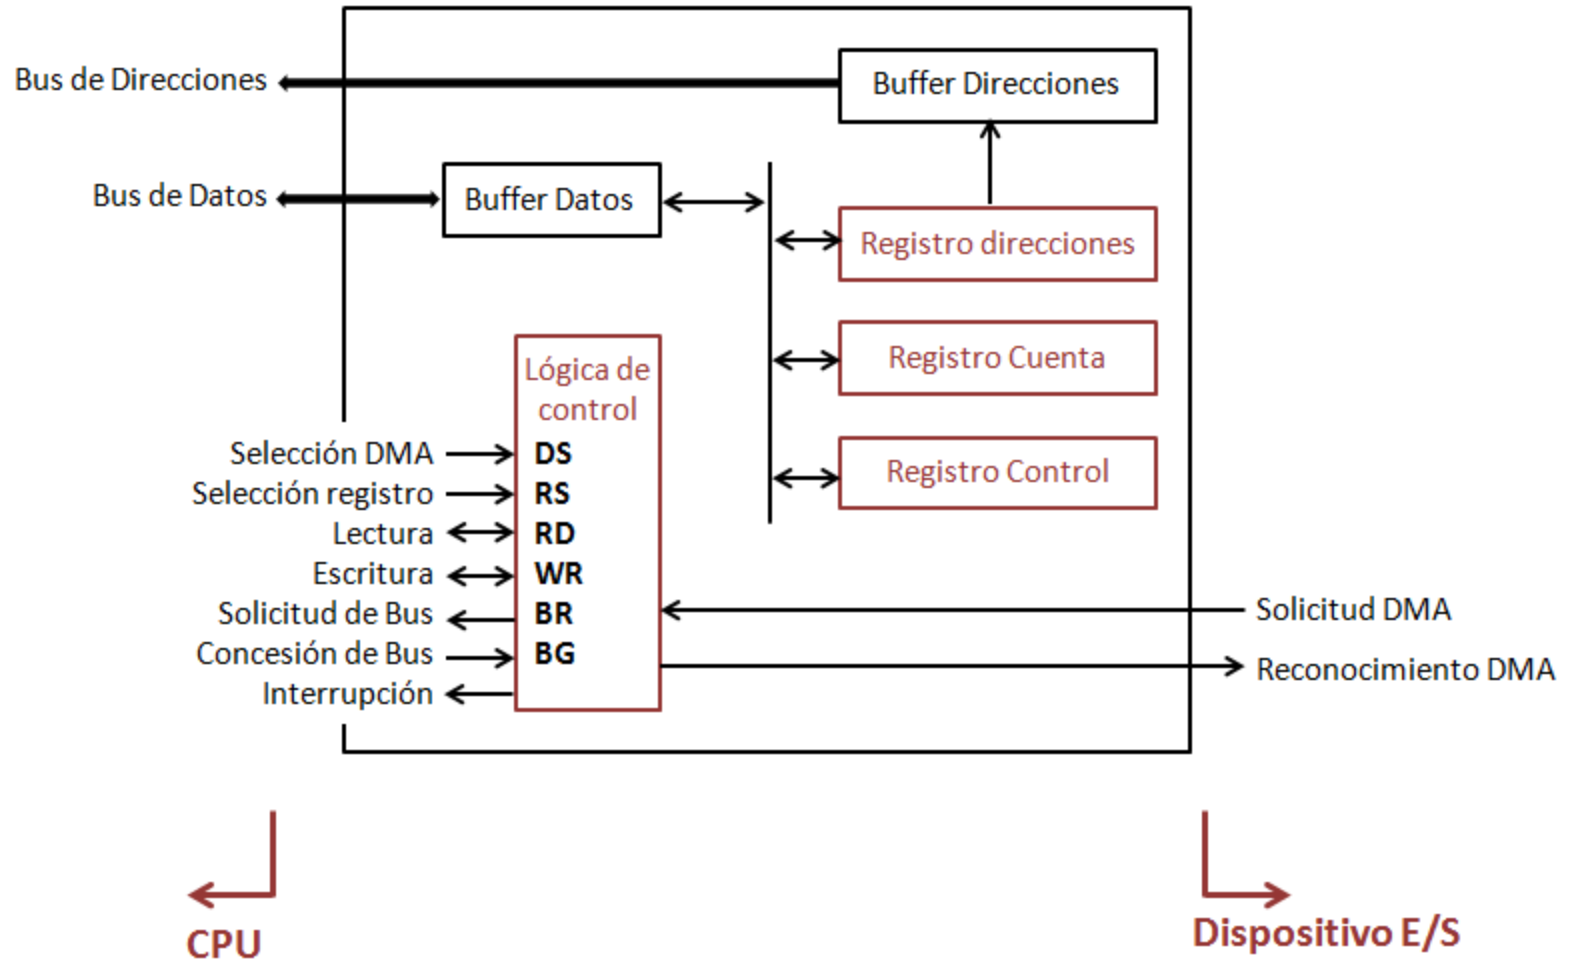 Buffer Direcciones
Bus de Direcciones
Bus de Datos
Buffer Datos
Registro direcciones
Registro Cuenta
Lógica de
control
Registro Control
Selección DMA
DS
Selección registro
RS
Lectura
RD
Escritura
WR
Solicitud de Bus
BR
Solicitud DMA
Concesión de Bus
BG
Reconocimiento DMA
Interrupción
CPU
Dispositivo E/S